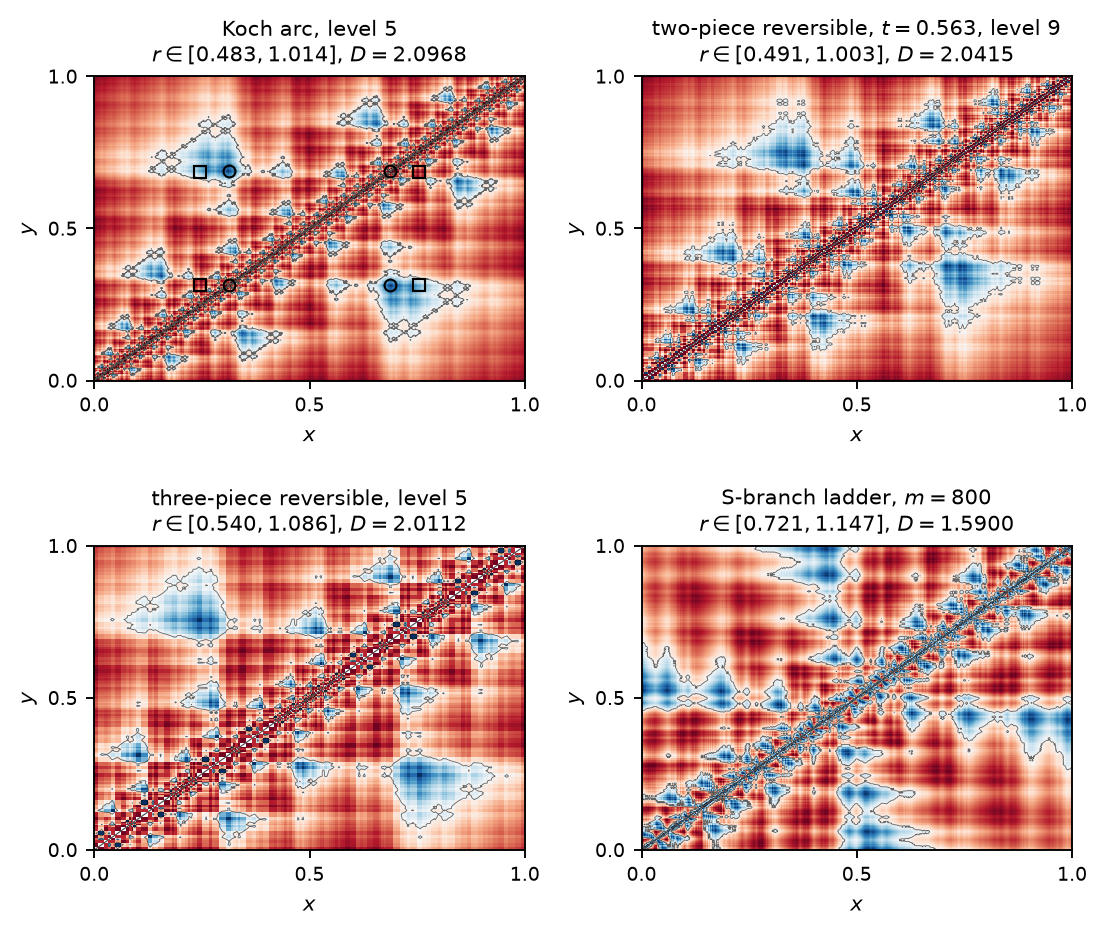 Koch arc, level 5
r ∈ [0.483, 1.014], D = 2.0968
two-piece reversible, t = 0.563, level 9
r ∈ [0.491, 1.003], D = 2.0415
1.0
0.5
0.0
y
0.0 0.5 1.0
x
1.0
0.5
0.0
y
0.0 0.5 1.0
x
three-piece reversible, level 5
r ∈ [0.540, 1.086], D = 2.0112
S-branch ladder, m = 800
r ∈ [0.721, 1.147], D = 1.5900
1.0
0.5
0.0
y
0.0 0.5 1.0
x
1.0
0.5
0.0
y
0.0 0.5 1.0
x